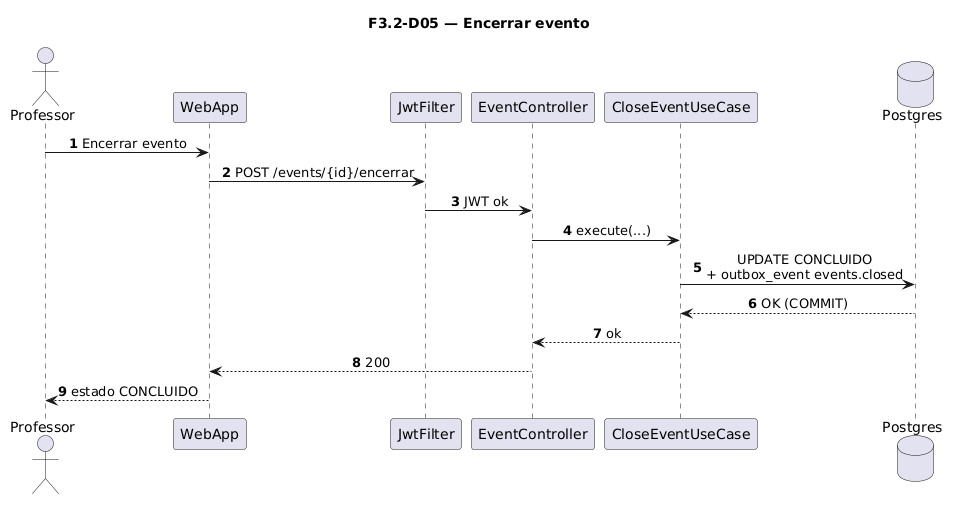 F3.2-D05 — Encerrar evento
Professor
WebApp
JwtFilter
EventController
CloseEventUseCase
Postgres
1 Encerrar evento
2 POST /events/{id}/encerrar
3 JWT ok
4 execute(...)
5 UPDATE CONCLUIDO
+ outbox_event events.closed
6 OK (COMMIT)
7 ok
8 200
9 estado CONCLUIDO
Professor
WebApp
JwtFilter
EventController
CloseEventUseCase
Postgres